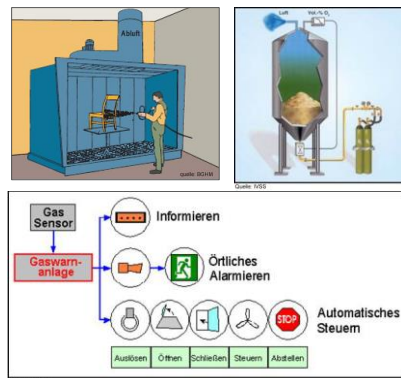 Abluft
quelle: BGHM
Luft
Vol.-% O₂
Quelle: IVSS
Gas
Sensor
Gaswarn-
anlage
Informieren
Örtliches
Alarmieren
STOP
Automatisches
Steuern
Auslösen Öffnen Schließen Steuern Abstellen